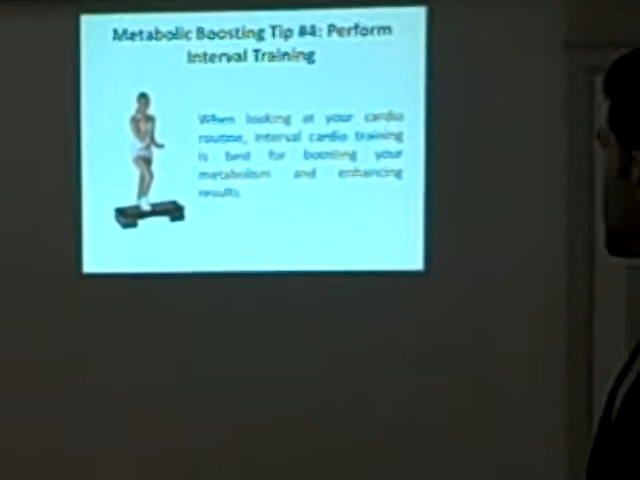 Metabolic Boosting Tip #4: Perform
Interval Training
When looking at your cardio
routine, interval cardio training
is best for boosting your
metabolism and enhancing
results.